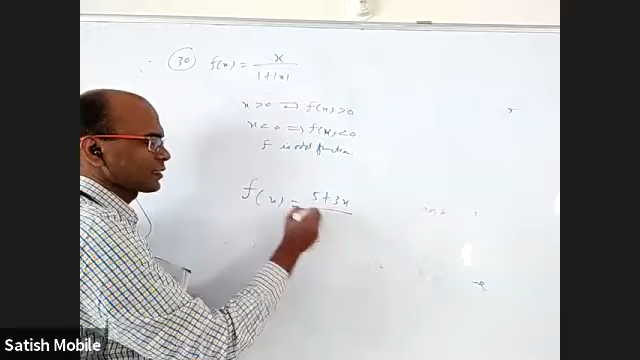 30) f(x) = x / 1+|x|
x>0 ⇒ f(x)>0
x<0 ⇒ f(x)<0
f is odd function.
f(x) = 5+3x
Satish Mobile